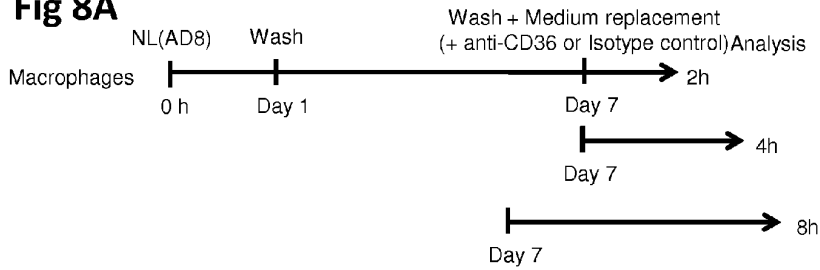 Fig 8A
Wash + Medium replacement
NL(AD8) Wash (+ anti-CD36 or Isotype control)Analysis
Macrophages 2h
0 h Day 1 Day 7
4h
Day 7
8h
Day 7